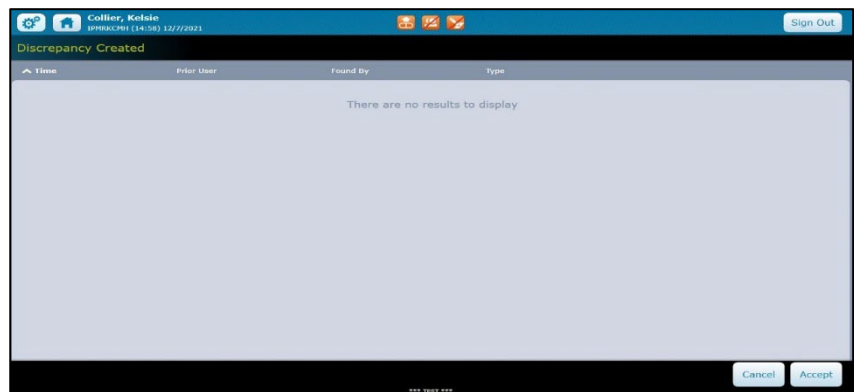 Collier, Kelsie
IPMRKCMH (14:58) 12/7/2021
Sign Out
Discrepancy Created
Time Prior User Found By Type
There are no results to display
Cancel Accept
*** TEST ***